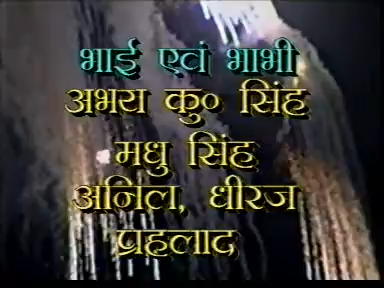 भाई एवं भाभी
अभय कु० सिंह
मधु सिंह
अनिल, धीरज
प्रहलाद